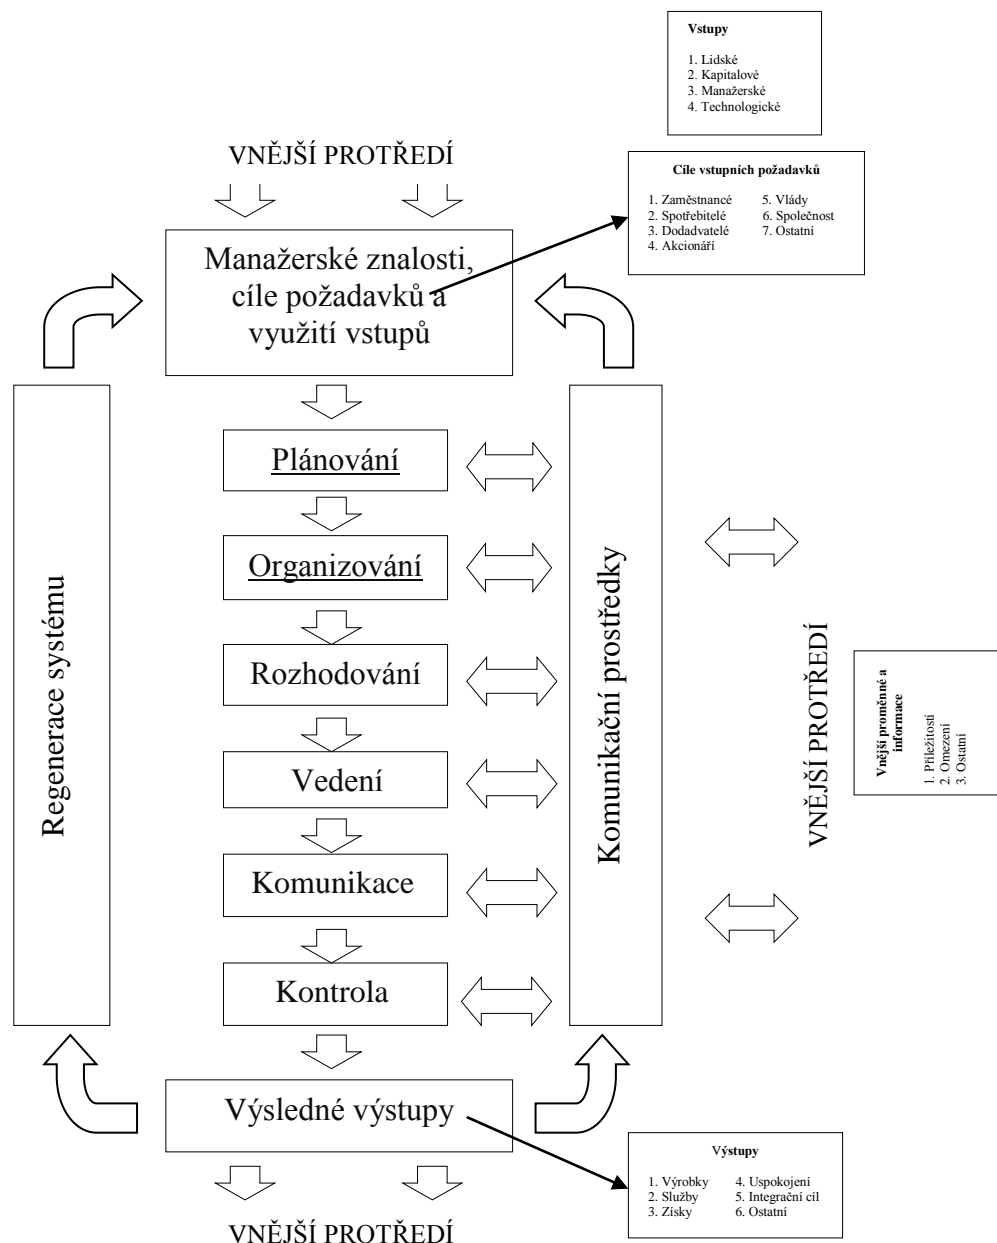 Vstupy
1. Lidské
2. Kapitalové
3. Manažerské
4. Technologické
VNĚJŠÍ PROTŘEDÍ
Cíle vstupních požadavků
1. Zaměstnancé
2. Spotřebitelé
3. Dodadvatelé
4. Akcionáří
5. Vlády
6. Společnost
7. Ostatní
Manažerské znalosti,
cíle požadavků a
využití vstupů
Regenerace systému
Plánování
Organizování
Rozhodování
Vedení
Komunikace
Kontrola
Komunikační prostředky
VNĚJŠÍ PROTŘEDÍ
Vnější proměnné a
informace
1. Příležitostí
2. Omezení
3. Ostatní
Výsledné výstupy
Výstupy
1. Výrobky
2. Služby
3. Získy
4. Uspokojení
5. Integrační cíl
6. Ostatní
VNĚJŠÍ PROTŘEDÍ